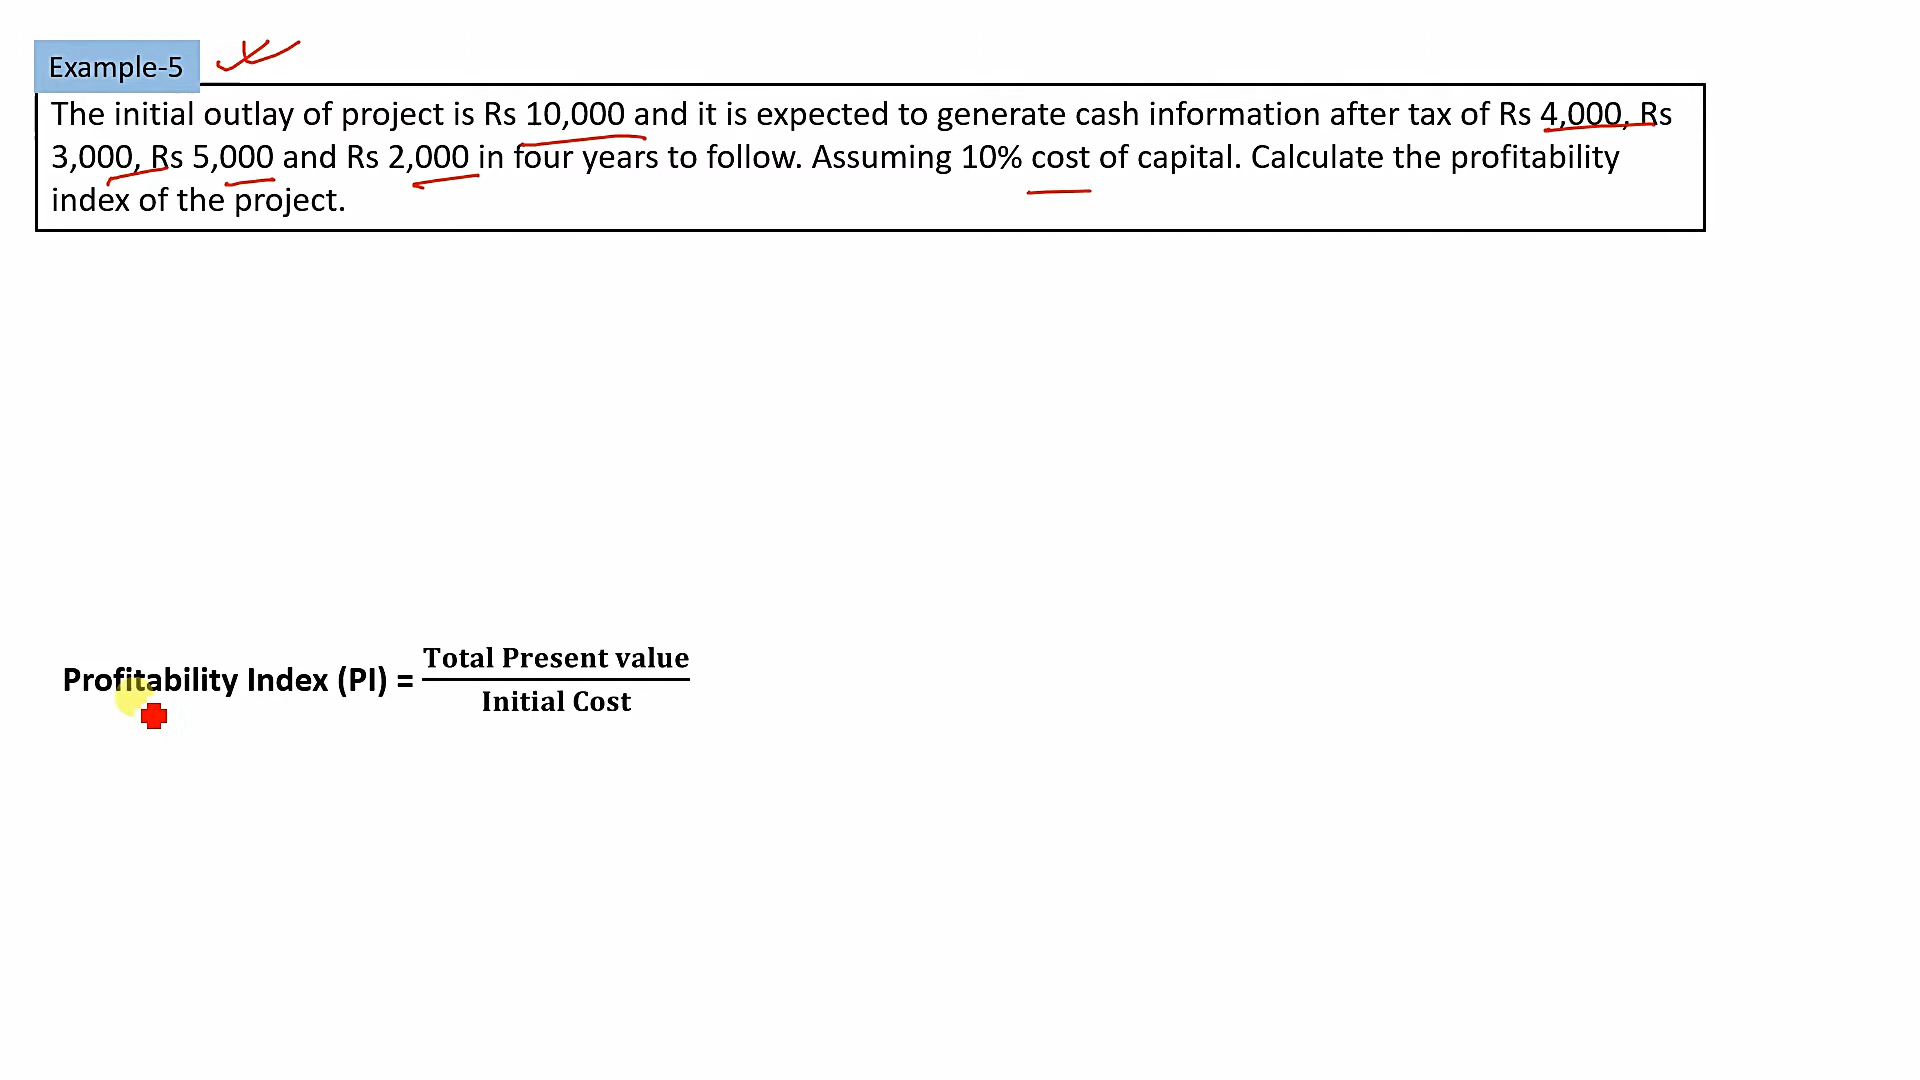 Example-5
The initial outlay of project is Rs 10,000 and it is expected to generate cash information after tax of Rs 4,000, Rs
3,000, Rs 5,000 and Rs 2,000 in four years to follow. Assuming 10% cost of capital. Calculate the profitability
index of the project.
Profitability Index (PI) = Total Present value
Initial Cost